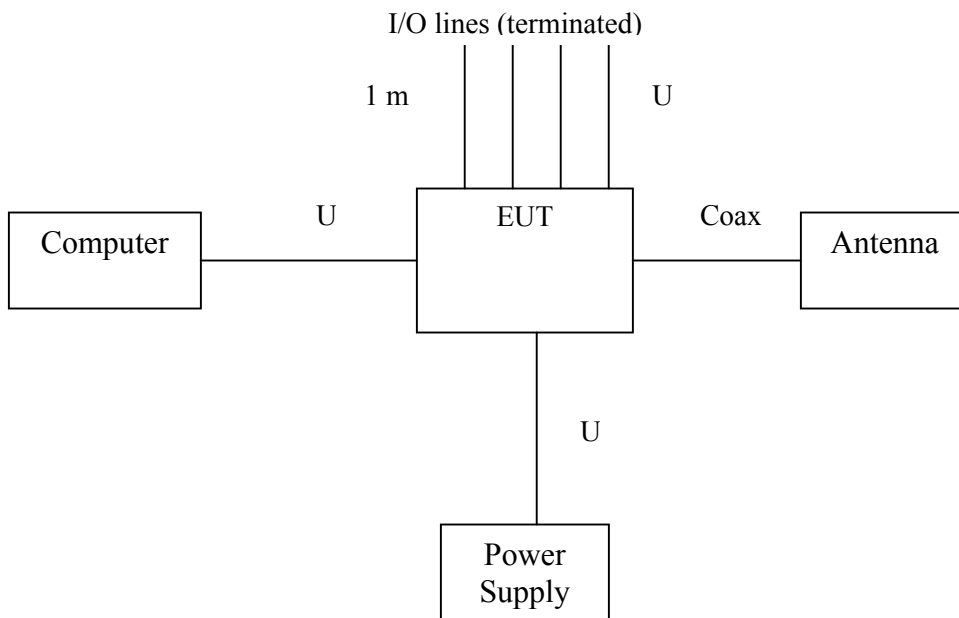 I/O lines (terminated)
1 m
U
U
EUT
Coax
Computer
Antenna
U
Power
Supply